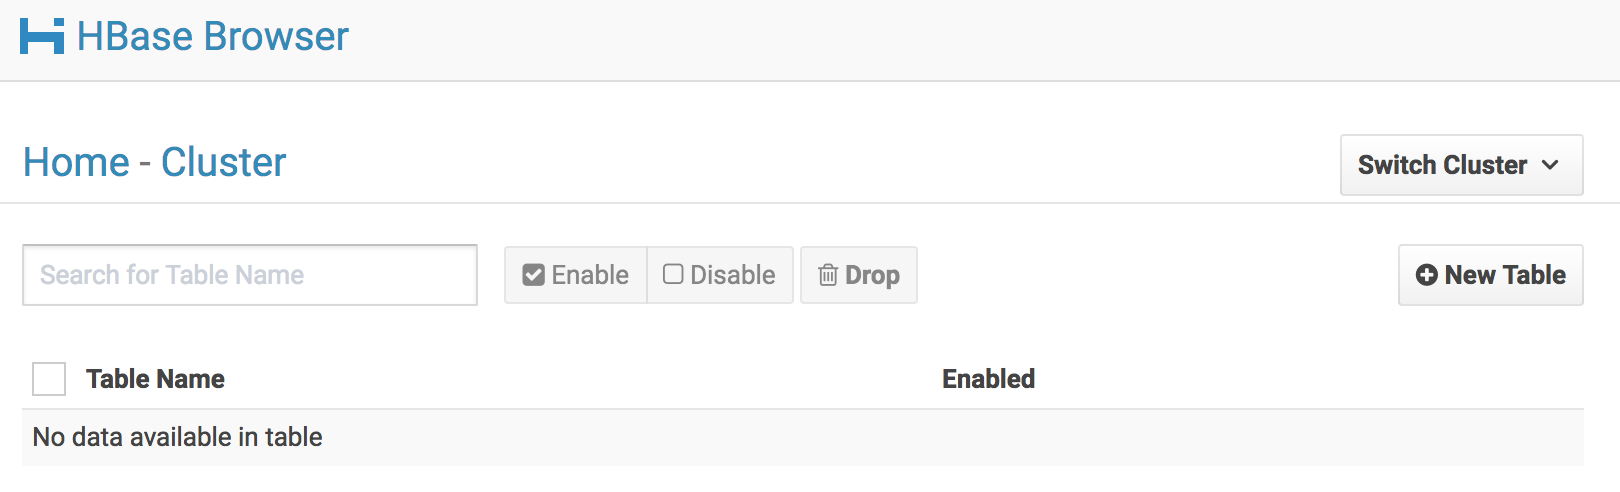 HBase Browser
Home - Cluster
Switch Cluster
Search for Table Name
Enable
Disable
Drop
New Table
Table Name
Enabled
No data available in table